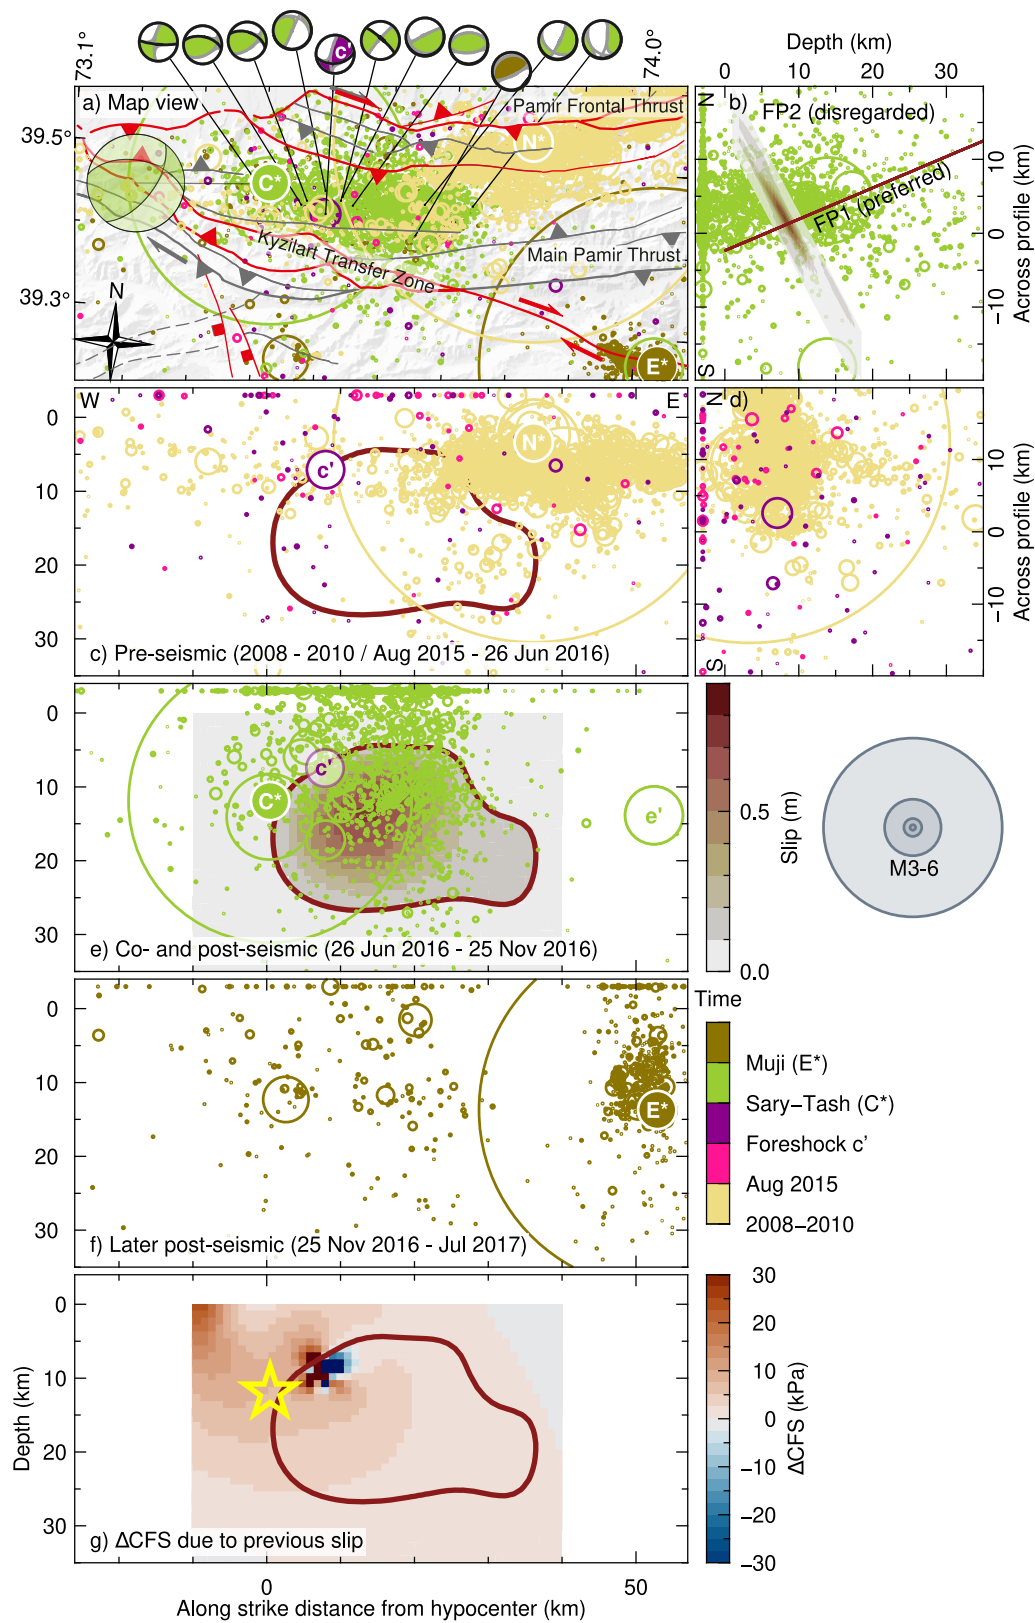 73.1°
c'
74.0°
Depth (km)
0 10 20 30
a) Map view
Pamir Frontal Thrust
N
b)
FP2 (disregarded)
39.5°
N*
10
C*
FP1 (preferred)
0
Kyzilart Transfer Zone
Main Pamir Thrust
39.3°
−10
N
E*
S
Across profile (km)
W
E
N
d)
0
N*
c'
10
10
0
20
−10
30
c) Pre-seismic (2008 - 2010 / Aug 2015 - 26 Jun 2016)
S
Across profile (km)
0
c'
10
C*
e'
0.5
20
Slip (m)
M3-6
30
e) Co- and post-seismic (26 Jun 2016 - 25 Nov 2016)
0.0
Time
0
Muji (E*)
10
E*
Sary−Tash (C*)
Foreshock c'
20
Aug 2015
30
f) Later post-seismic (25 Nov 2016 - Jul 2017)
2008−2010
0
30
20
10
10
0
ΔCFS (kPa)
Depth (km)
20
−10
−20
30
g) ΔCFS due to previous slip
−30
0
50
Along strike distance from hypocenter (km)